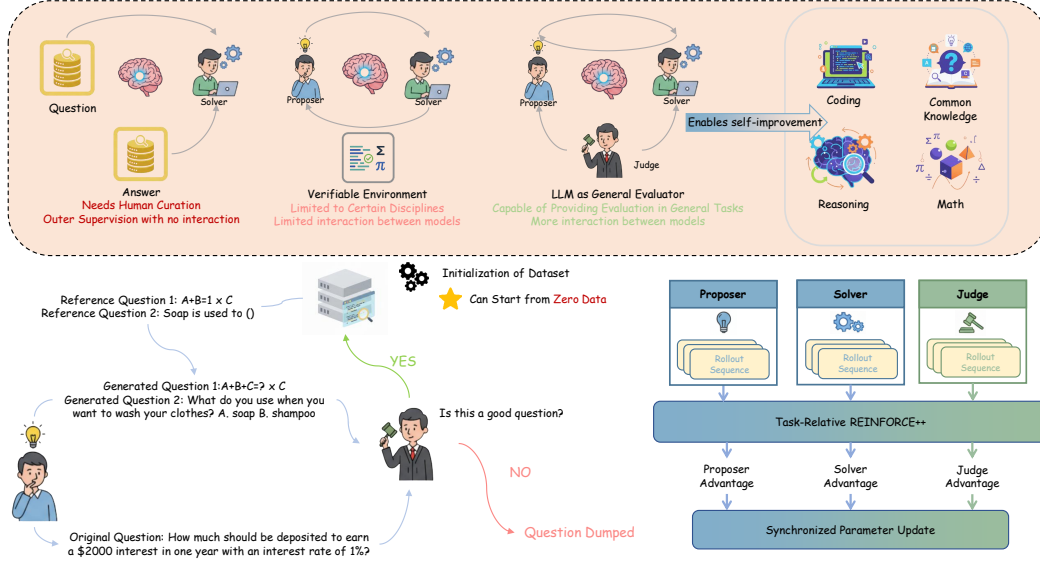 Question
Solver
Answer
Needs Human Curation
Outer Supervision with no interaction
Proposer
Solver
Σ
π
Verifiable Environment
Limited to Certain Disciplines
Limited interaction between models
Proposer
Solver
Judge
LLM as General Evaluator
Capable of Providing Evaluation in General Tasks
More interaction between models
Enables self-improvement
Coding
Common
Knowledge
Reasoning
Math
Initialization of Dataset
Can Start from Zero Data
Reference Question 1: A+B=1 x C
Reference Question 2: Soap is used to ()
YES
Generated Question 1:A+B+C=? x C
Generated Question 2: What do you use when you
want to wash your clothes? A. soap B. shampoo
Is this a good question?
NO
Question Dumped
Original Question: How much should be deposited to earn
a $2000 interest in one year with an interest rate of 1%?
Proposer
Rollout
Sequence
Solver
Rollout
Sequence
Judge
Rollout
Sequence
Task-Relative REINFORCE++
Proposer
Advantage
Solver
Advantage
Judge
Advantage
Synchronized Parameter Update